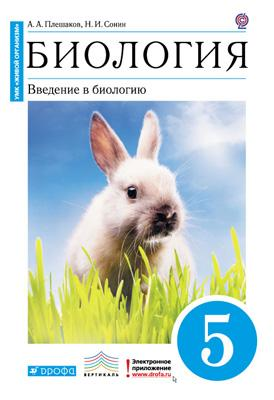 А. А. Плешаков, Н. И. Сонин
УМК «ЖИВОЙ ОРГАНИЗМ»
БИОЛОГИЯ
Введение в биологию
5
ДРОФА
ВЕРТИКАЛЬ
Электронное
приложение
www.drofa.ru